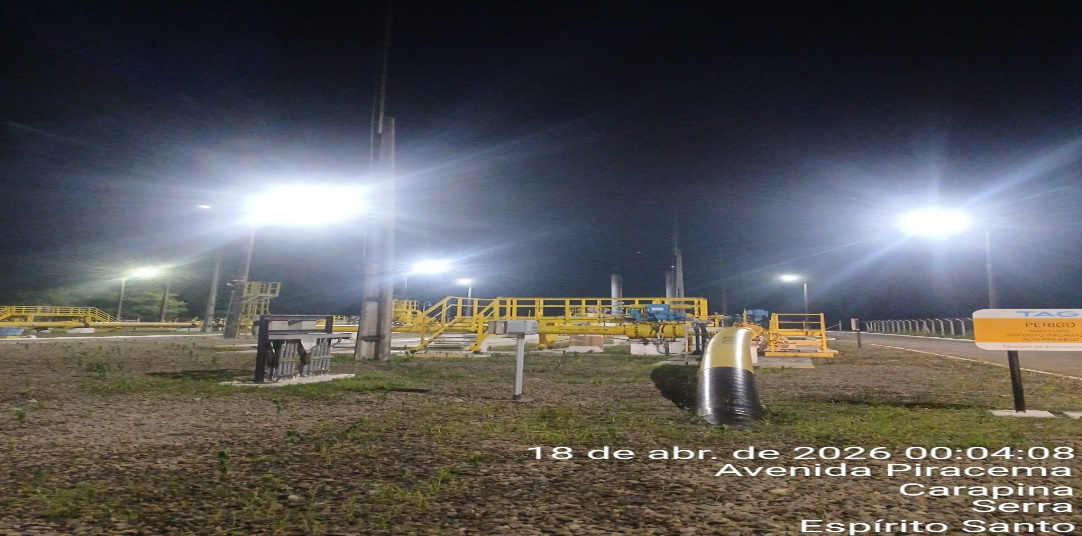 TAG
PERIGO
18 de abr. de 2026 00:04:08
Avenida Piracema
Carapina
Serra
Espírito Santo